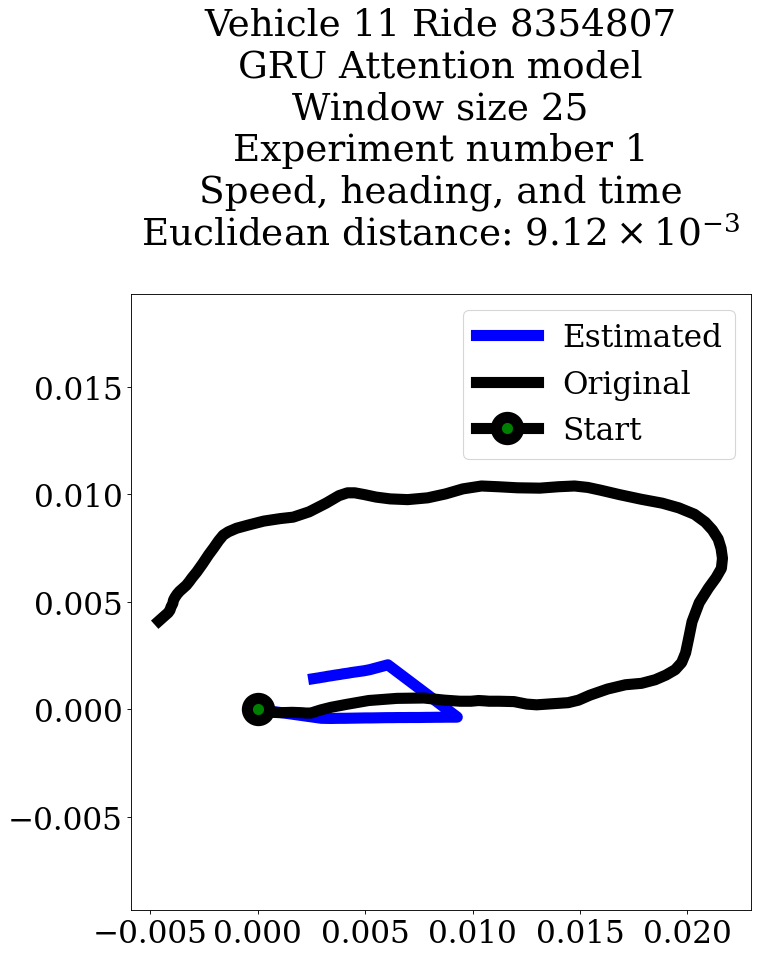 Vehicle 11 Ride 8354807
GRU Attention model
Window size 25
Experiment number 1
Speed, heading, and time
Euclidean distance: 9.12 × 10⁻³
Estimated
Original
Start
0.015
0.010
0.005
0.000
−0.005
−0.005 0.000 0.005 0.010 0.015 0.020